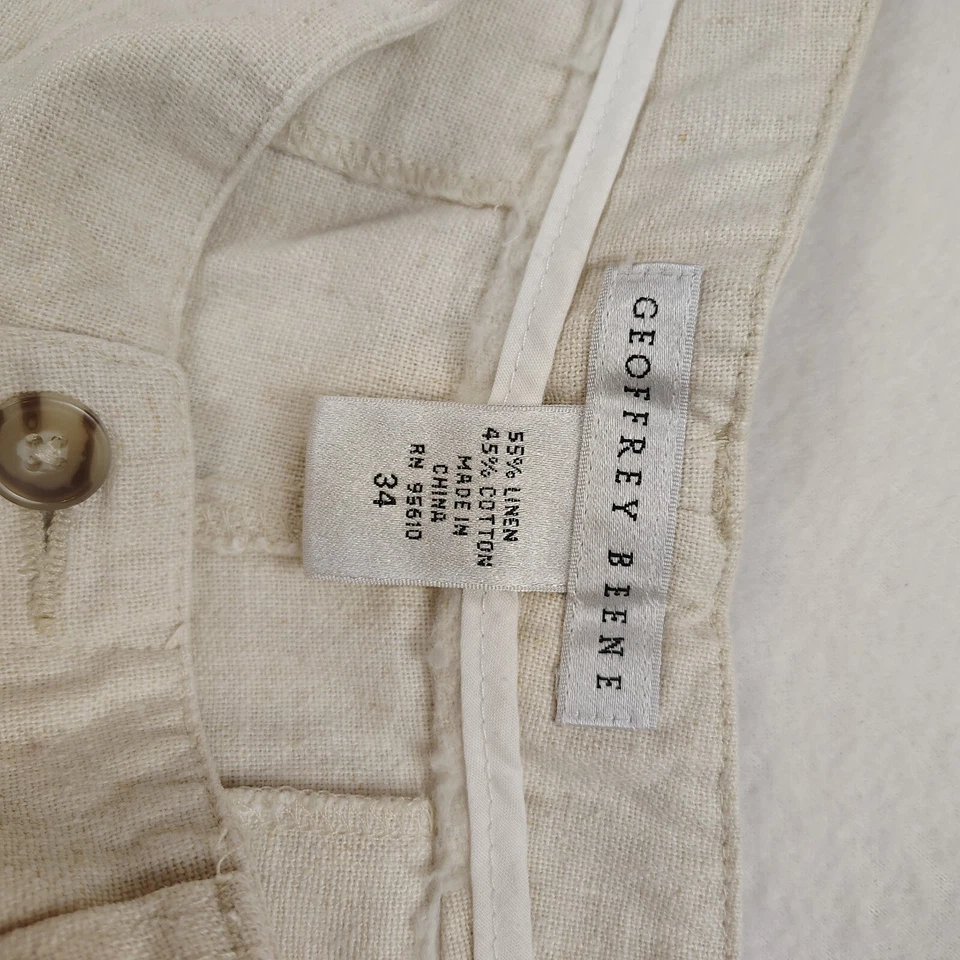 GEOFFREY BEENE
55% LINEN
45% COTTON
MADE IN
CHINA
RN 95610
34